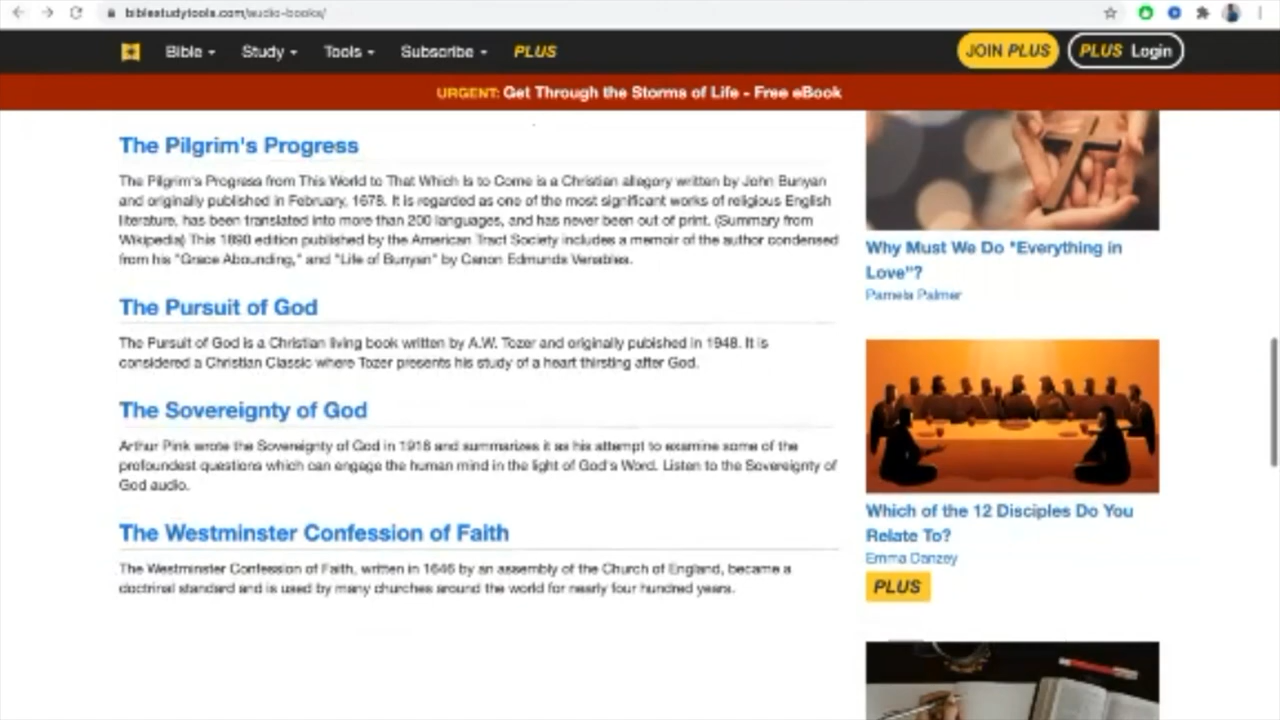 biblestudytools.com/audio-books/
Bible Study Tools Subscribe PLUS JOIN PLUS PLUS Login
URGENT: Get Through the Storms of Life - Free eBook
The Pilgrim's Progress
The Pilgrim's Progress from This World to That Which Is to Come is a Christian allegory written by John Bunyan
and originally published in February, 1678. It is regarded as one of the most significant works of religious English
literature, has been translated into more than 200 languages, and has never been out of print. (Summary from
Wikipedia) This 1890 edition published by the American Tract Society includes a memoir of the author condensed
from his "Grace Abounding," and "Life of Bunyan" by Canon Edmunds Venables.
The Pursuit of God
The Pursuit of God is a Christian living book written by A.W. Tozer and originally pubished in 1948. It is
considered a Christian Classic where Tozer presents his study of a heart thirsting after God.
The Sovereignty of God
Arthur Pink wrote the Sovereignty of God in 1918 and summarizes it as his attempt to examine some of the
profoundest questions which can engage the human mind in the light of God's Word. Listen to the Sovereignty of
God audio.
The Westminster Confession of Faith
The Westminster Confession of Faith, written in 1646 by an assembly of the Church of England, became a
doctrinal standard and is used by many churches around the world for nearly four hundred years.
Why Must We Do "Everything in
Love"?
Pamela Palmer
Which of the 12 Disciples Do You
Relate To?
Emma Danzey
PLUS